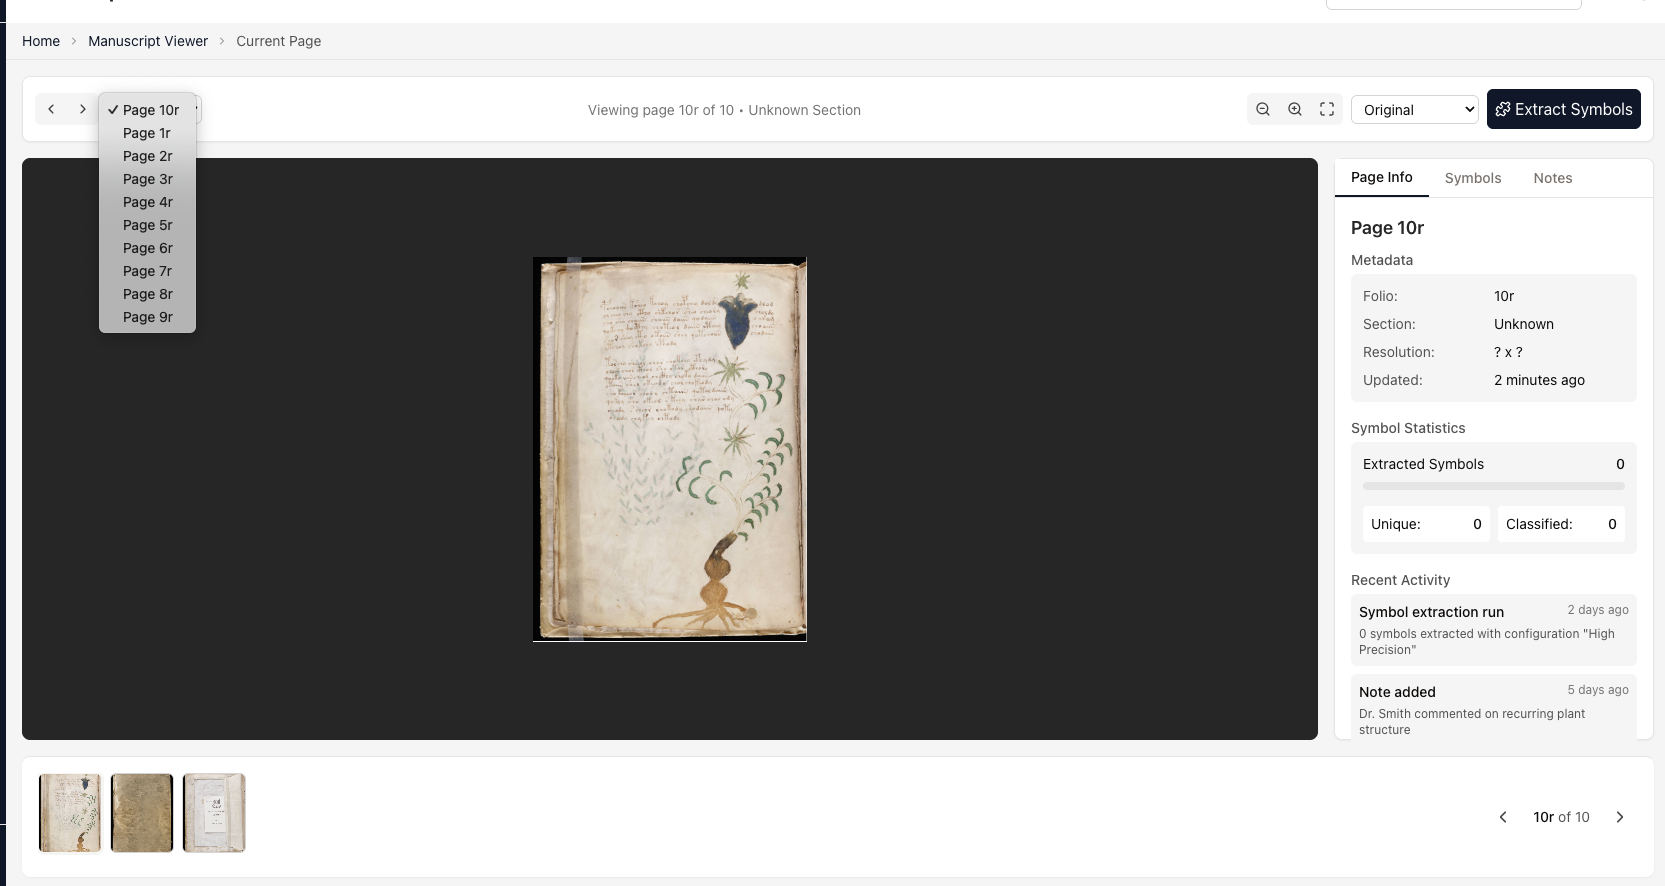 Home > Manuscript Viewer > Current Page
✓ Page 10r
Page 1r
Page 2r
Page 3r
Page 4r
Page 5r
Page 6r
Page 7r
Page 8r
Page 9r
Viewing page 10r of 10 • Unknown Section
Original
Extract Symbols
Page Info Symbols Notes
Page 10r
Metadata
Folio: 10r
Section: Unknown
Resolution: ? x ?
Updated: 2 minutes ago
Symbol Statistics
Extracted Symbols 0
Unique: 0 Classified: 0
Recent Activity
Symbol extraction run 2 days ago
0 symbols extracted with configuration "High
Precision"
Note added 5 days ago
Dr. Smith commented on recurring plant
structure
10r of 10